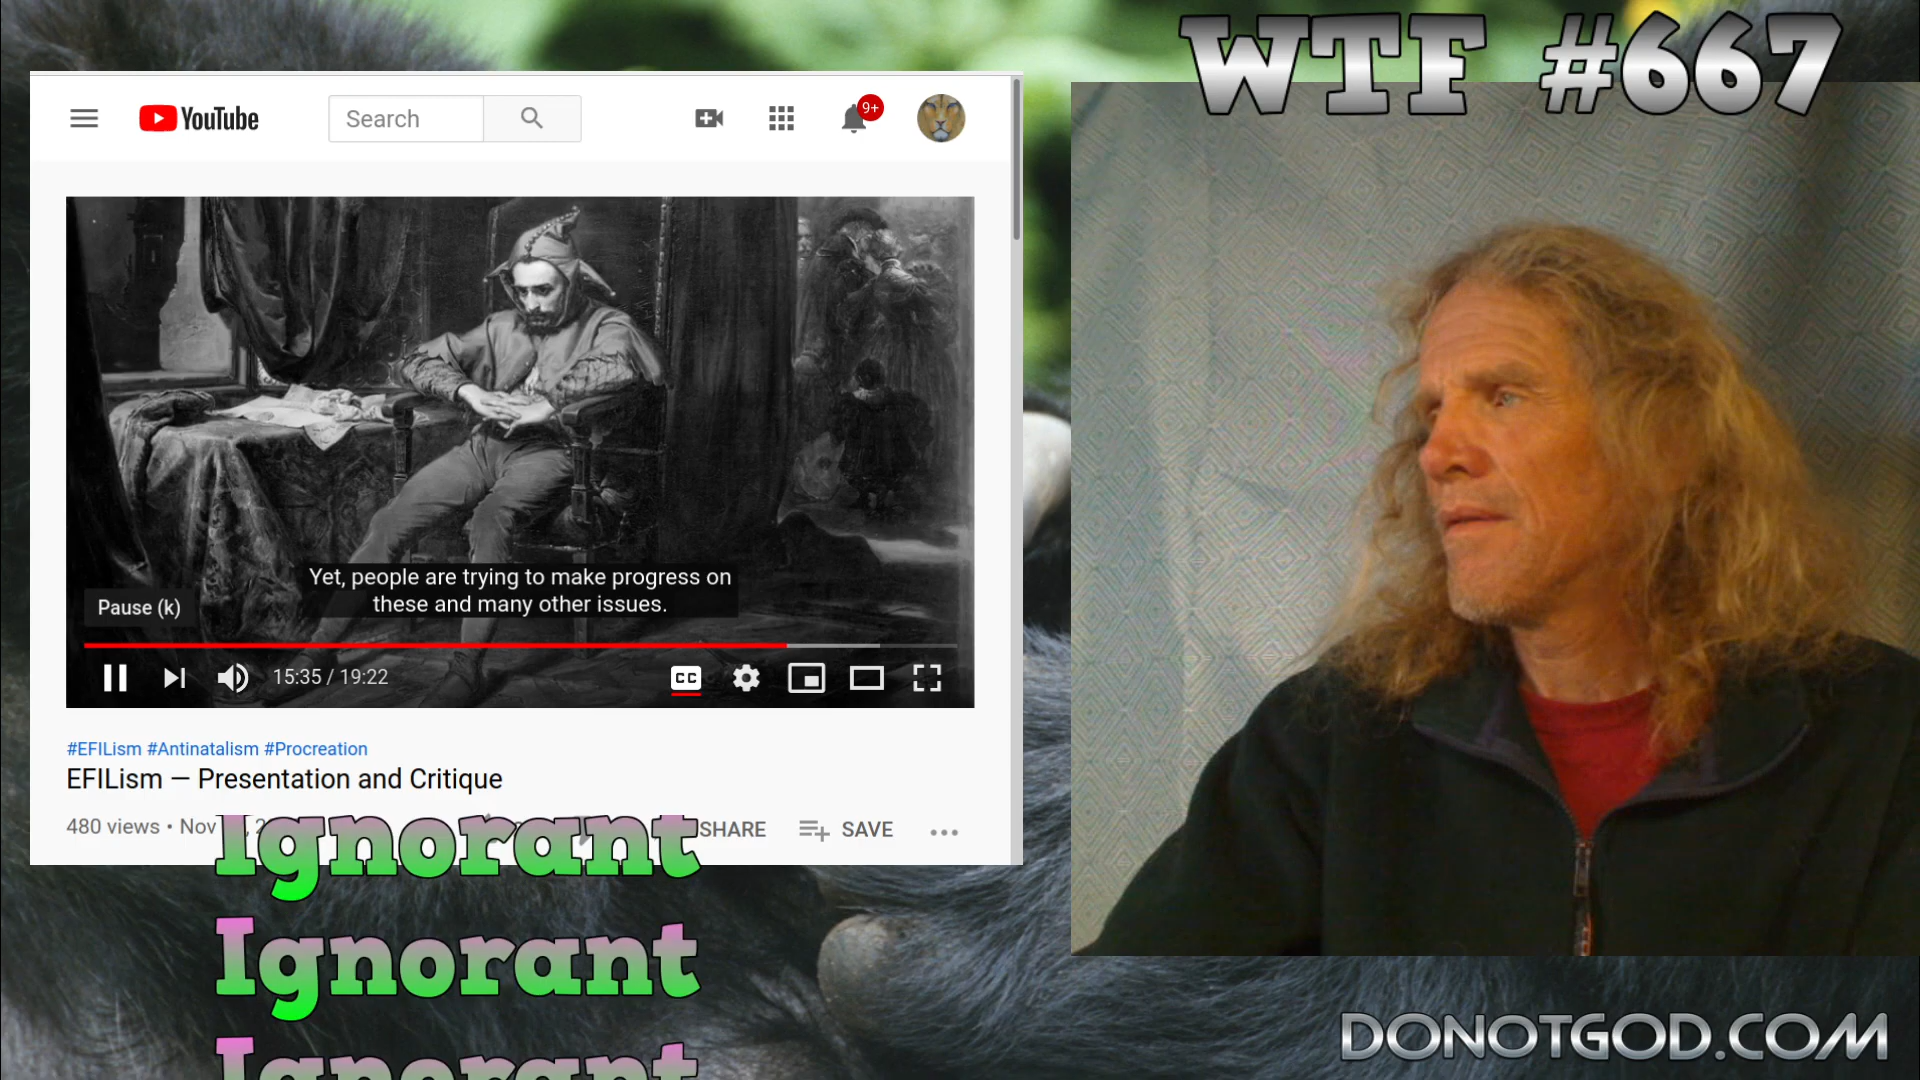 WTF #667
YouTube
Search
9+
Yet, people are trying to make progress on
these and many other issues.
Pause (k)
15:35 / 19:22
CC
#EFILism #Antinatalism #Procreation
EFILism — Presentation and Critique
480 views • Nov
SHARE
SAVE
Ignorant
Ignorant
Ignorant
DONOTGOD.COM